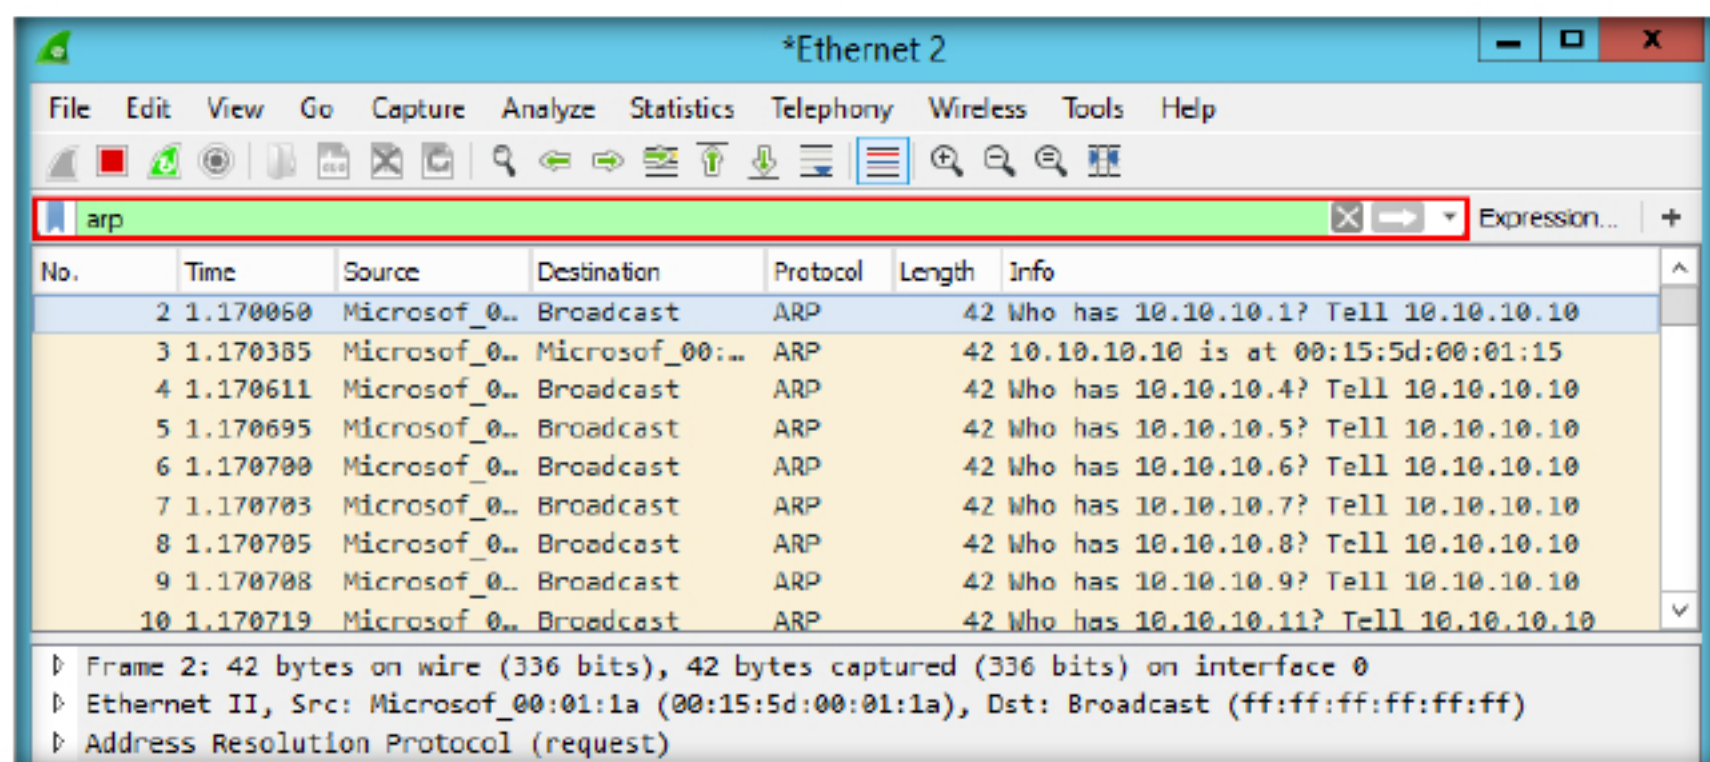 *Ethernet 2
File Edit View Go Capture Analyze Statistics Telephony Wireless Tools Help
arp Expression... +
No. Time Source Destination Protocol Length Info
2 1.170060 Microsof_0… Broadcast ARP 42 Who has 10.10.10.1? Tell 10.10.10.10
3 1.170385 Microsof_0… Microsof_00:… ARP 42 10.10.10.10 is at 00:15:5d:00:01:15
4 1.170611 Microsof_0… Broadcast ARP 42 Who has 10.10.10.4? Tell 10.10.10.10
5 1.170695 Microsof_0… Broadcast ARP 42 Who has 10.10.10.5? Tell 10.10.10.10
6 1.170700 Microsof_0… Broadcast ARP 42 Who has 10.10.10.6? Tell 10.10.10.10
7 1.170703 Microsof_0… Broadcast ARP 42 Who has 10.10.10.7? Tell 10.10.10.10
8 1.170705 Microsof_0… Broadcast ARP 42 Who has 10.10.10.8? Tell 10.10.10.10
9 1.170708 Microsof_0… Broadcast ARP 42 Who has 10.10.10.9? Tell 10.10.10.10
10 1.170719 Microsof_0… Broadcast ARP 42 Who has 10.10.10.11? Tell 10.10.10.10
Frame 2: 42 bytes on wire (336 bits), 42 bytes captured (336 bits) on interface 0
Ethernet II, Src: Microsof_00:01:1a (00:15:5d:00:01:1a), Dst: Broadcast (ff:ff:ff:ff:ff:ff)
Address Resolution Protocol (request)